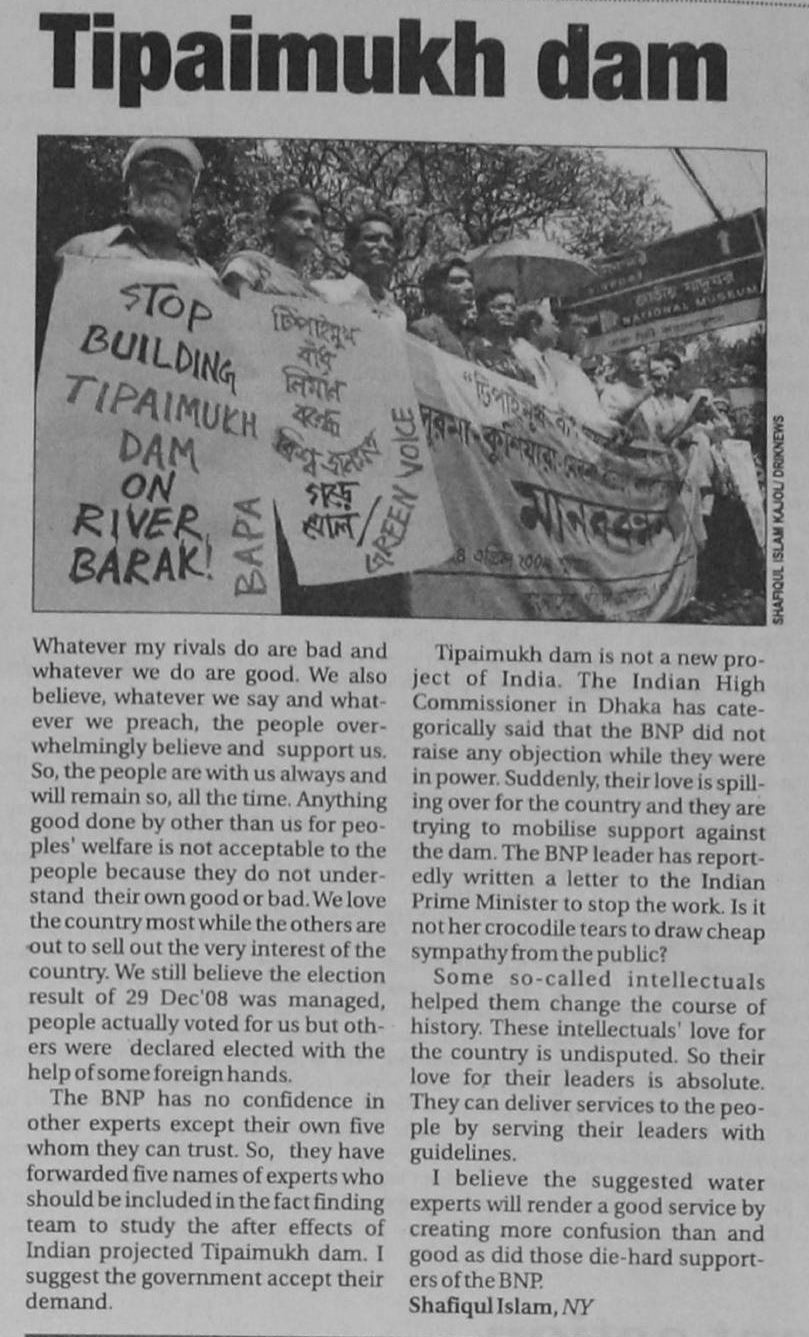 Tipaimukh dam
STOP
BUILDING
TIPAIMUKH
DAM
ON
RIVER
BARAK!
BAPA
টিপাইমুখ
বাঁধ
বিশ্ব
গড়ে
GREEN VOICE
সুরমা-কুশিয়ারা
মানববন্ধন
NATIONAL MUSEUM
SHAFIQUL ISLAM KAJOL/ DRIKNEWS
Whatever my rivals do are bad and
whatever we do are good. We also
believe, whatever we say and what-
ever we preach, the people over-
whelmingly believe and support us.
So, the people are with us always and
will remain so, all the time. Anything
good done by other than us for peo-
ples' welfare is not acceptable to the
people because they do not under-
stand their own good or bad. We love
the country most while the others are
out to sell out the very interest of the
country. We still believe the election
result of 29 Dec'08 was managed,
people actually voted for us but oth-
ers were declared elected with the
help of some foreign hands.
The BNP has no confidence in
other experts except their own five
whom they can trust. So, they have
forwarded five names of experts who
should be included in the fact finding
team to study the after effects of
Indian projected Tipaimukh dam. I
suggest the government accept their
demand.
Tipaimukh dam is not a new pro-
ject of India. The Indian High
Commissioner in Dhaka has cate-
gorically said that the BNP did not
raise any objection while they were
in power. Suddenly, their love is spill-
ing over for the country and they are
trying to mobilise support against
the dam. The BNP leader has report-
edly written a letter to the Indian
Prime Minister to stop the work. Is it
not her crocodile tears to draw cheap
sympathy from the public?
Some so-called intellectuals
helped them change the course of
history. These intellectuals' love for
the country is undisputed. So their
love for their leaders is absolute.
They can deliver services to the peo-
ple by serving their leaders with
guidelines.
I believe the suggested water
experts will render a good service by
creating more confusion than and
good as did those die-hard support-
ers of the BNP.
Shafiqul Islam, NY